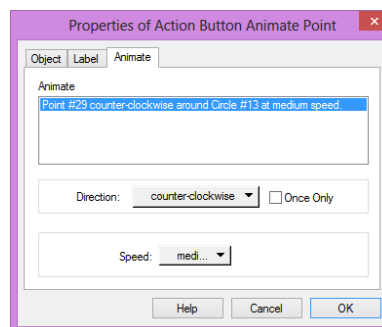 Properties of Action Button Animate Point
Object Label Animate
Animate
Point #29 counter-clockwise around Circle #13 at medium speed.
Direction: counter-clockwise Once Only
Speed: medi...
Help Cancel OK